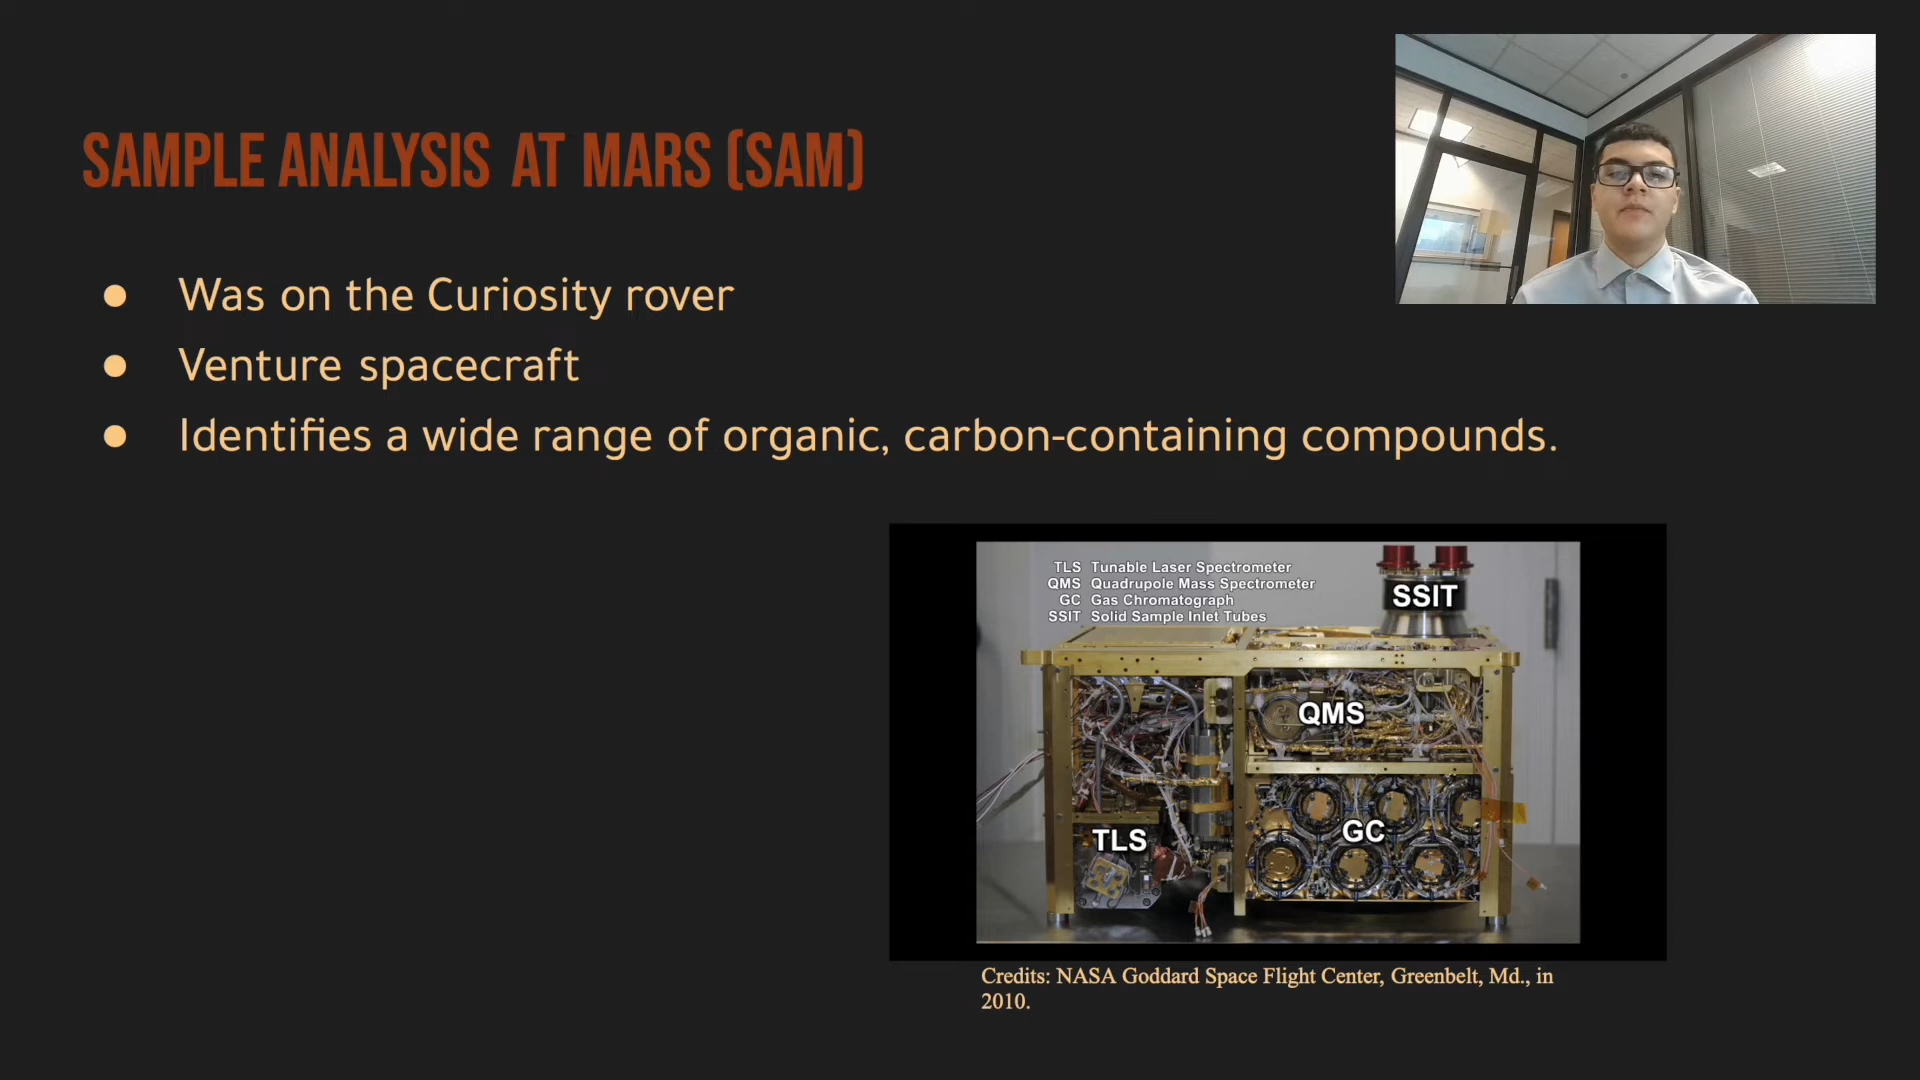 SAMPLE ANALYSIS AT MARS (SAM)
● Was on the Curiosity rover
● Venture spacecraft
● Identifies a wide range of organic, carbon-containing compounds.
TLS Tunable Laser Spectrometer
QMS Quadrupole Mass Spectrometer
GC Gas Chromatograph
SSIT Solid Sample Inlet Tubes
SSIT
QMS
GC
TLS
Credits: NASA Goddard Space Flight Center, Greenbelt, Md., in
2010.